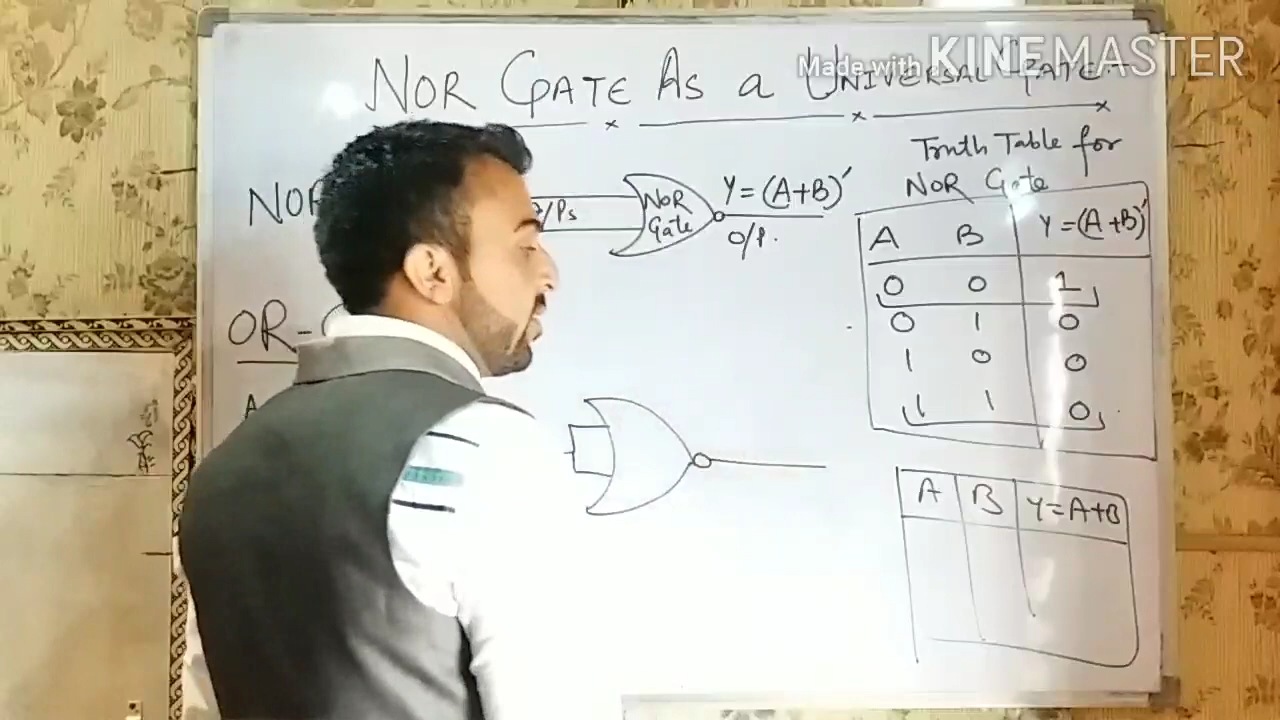 NOR GATE AS a UNIVERSAL GATE.
Made with KINEMASTER
Truth Table for
NOR Gate
NOR
I/Ps
NOR
Gate
Y = (A+B)'
O/P.
A B Y = (A+B)'
0 0 1
0 1 0
1 0 0
1 1 0
OR-
A
A B Y = A+B